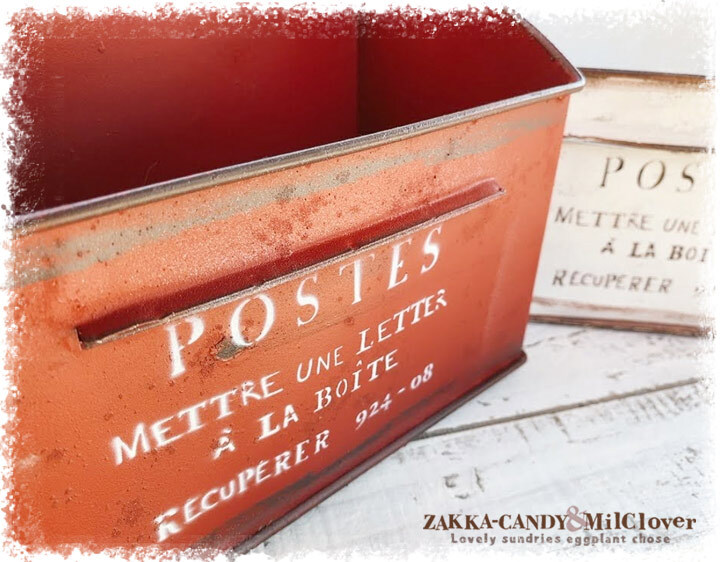 POSTES
METTRE UNE LETTER
À LA BOÎTE
RECUPERER 924-08
POS
METTRE UNE
À LA BOI
RECUPERER
ZAKKA-CANDY&MilClover
Lovely sundries eggplant chose